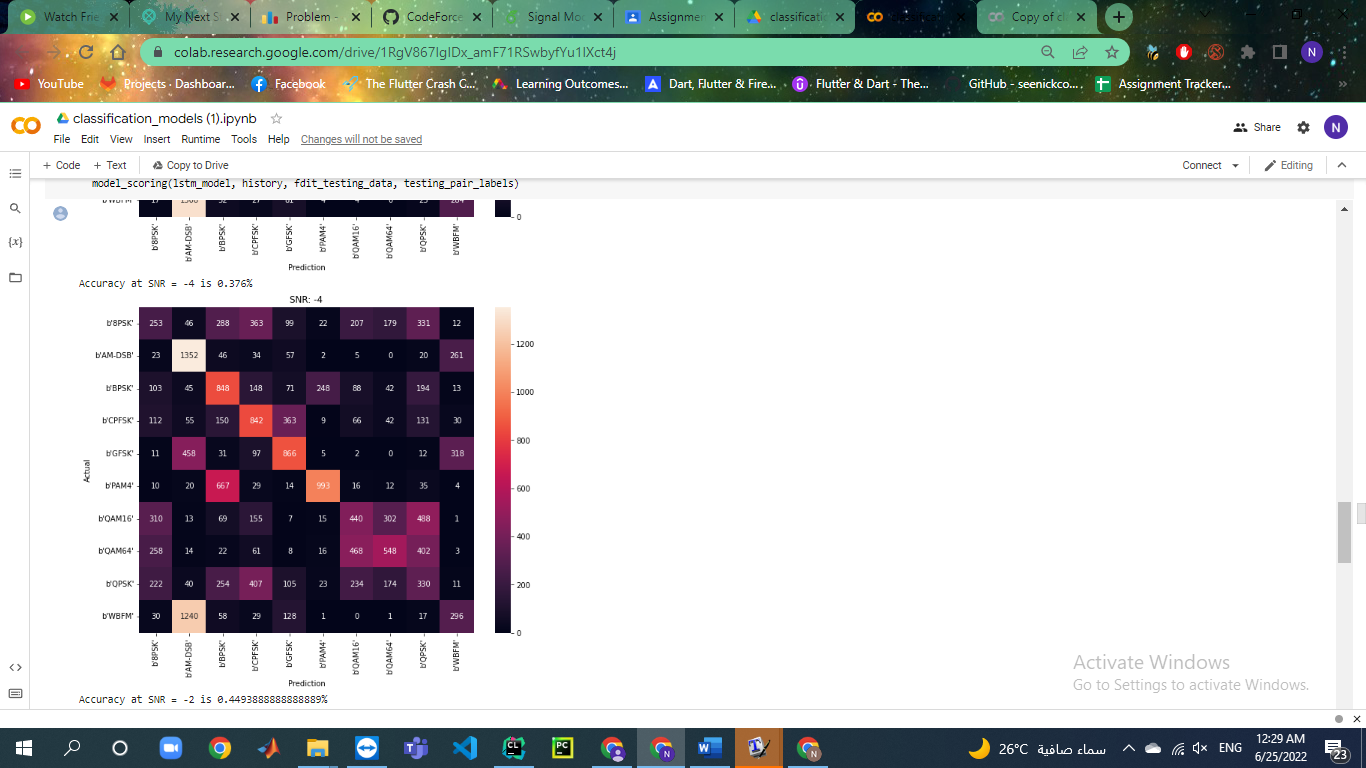 Watch Frie
My Next S
Problem -
CodeForce
Signal Mo
Assignmer
classificatio
Copy of cl
colab.research.google.com/drive/1RgV867IgIDx_amF71RSwbyfYu1IXct4j
N
YouTube
Projects · Dashboar...
Facebook
The Flutter Crash C...
Learning Outcomes...
Dart, Flutter & Fire...
Flutter & Dart - The...
GitHub - seenickco...
Assignment Tracker...
»
classification_models (1).ipynb
File Edit View Insert Runtime Tools Help Changes will not be saved
Share
N
+ Code + Text Copy to Drive
Connect
Editing
model_scoring(lstm_model, history, fdit_testing_data, testing_pair_labels)
0
b'8PSK' b'AM-DSB' b'BPSK' b'CPFSK' b'GFSK' b'PAM4' b'QAM16' b'QAM64' b'QPSK' b'WBFM'
Prediction
Accuracy at SNR = -4 is 0.376%
SNR: -4
Actual
b'8PSK' 253 46 288 363 99 22 207 179 331 12
b'AM-DSB' 23 1352 46 34 57 2 5 0 20 261
b'BPSK' 103 45 848 148 71 248 88 42 194 13
b'CPFSK' 112 55 150 842 363 9 66 42 131 30
b'GFSK' 11 458 31 97 866 5 2 0 12 318
b'PAM4' 10 20 667 29 14 993 16 12 35 4
b'QAM16' 310 13 69 155 7 15 440 302 488 1
b'QAM64' 258 14 22 61 8 16 468 548 402 3
b'QPSK' 222 40 254 407 105 23 234 174 330 11
b'WBFM' 30 1240 58 29 128 1 0 1 17 296
b'8PSK' b'AM-DSB' b'BPSK' b'CPFSK' b'GFSK' b'PAM4' b'QAM16' b'QAM64' b'QPSK' b'WBFM'
Prediction
1200
1000
800
600
400
200
0
Accuracy at SNR = -2 is 0.4493888888888889%
Activate Windows
Go to Settings to activate Windows.
26°C سماء صافية
ENG
12:29 AM
6/25/2022
23